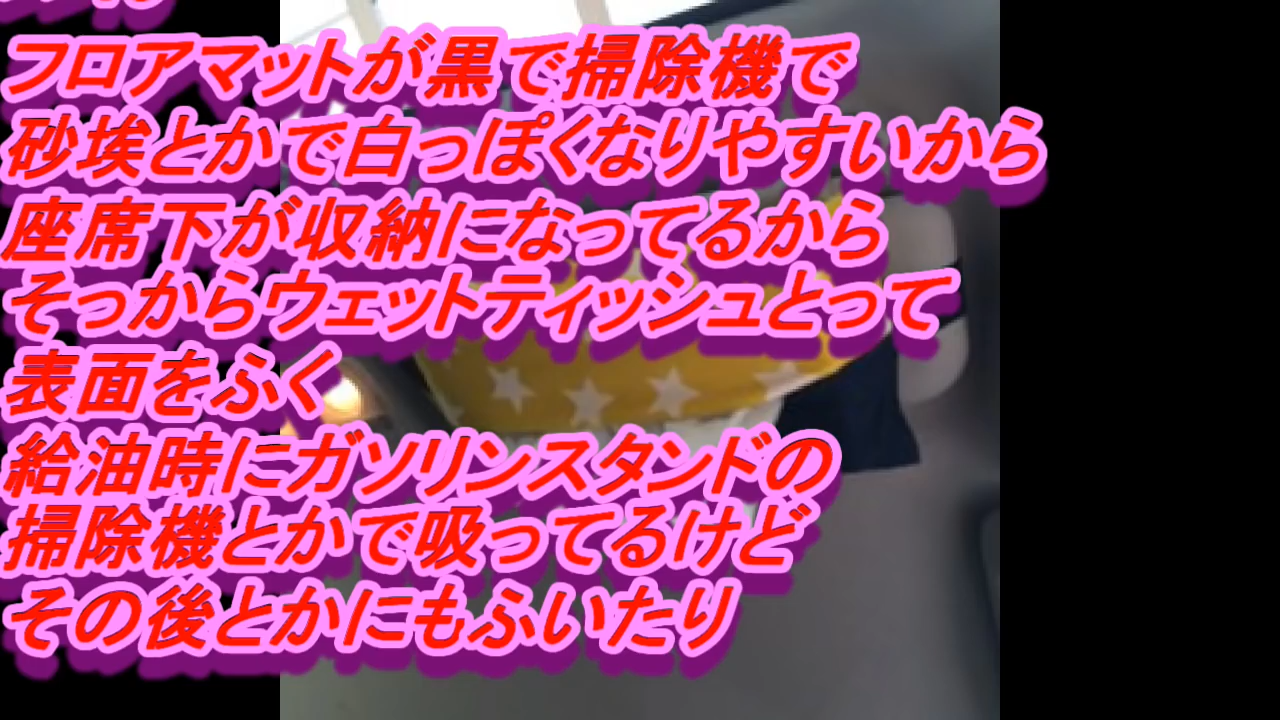 フロアマットが黒で掃除機で
砂埃とかで白っぽくなりやすいから
座席下が収納になってるから
そっからウェットティッシュとって
表面をふく
給油時にガソリンスタンドの
掃除機とかで吸ってるけど
その後とかにもふいたり